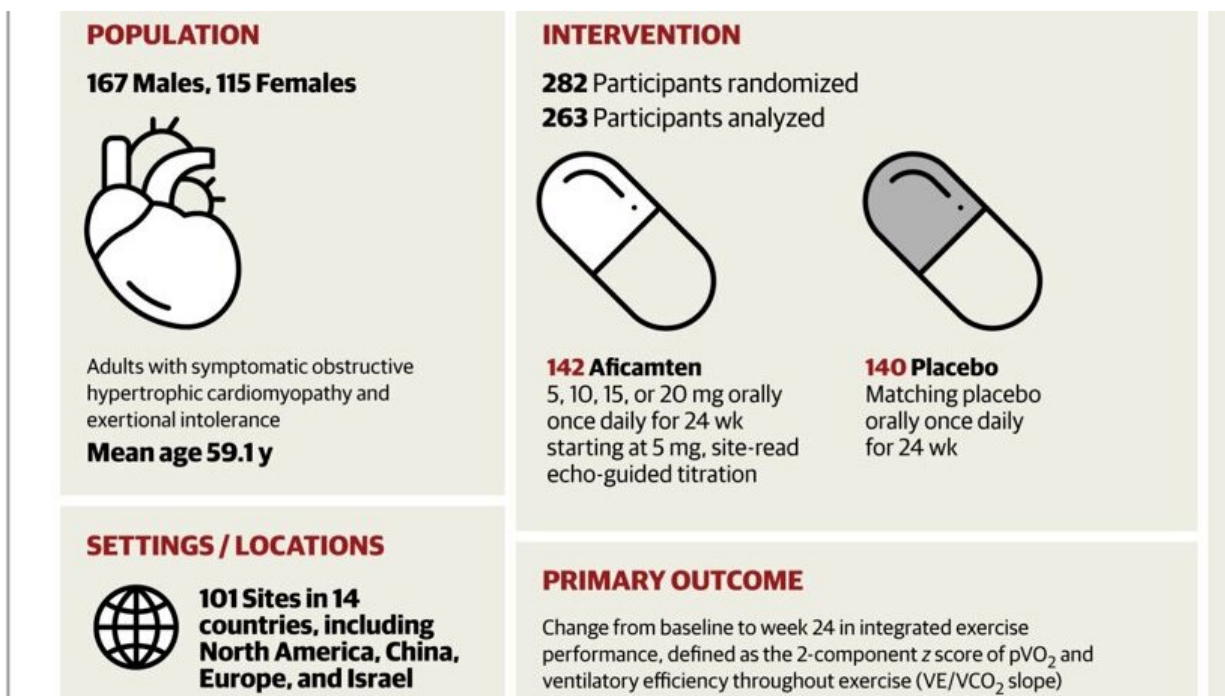 POPULATION
167 Males, 115 Females
Adults with symptomatic obstructive
hypertrophic cardiomyopathy and
exertional intolerance
Mean age 59.1 y
INTERVENTION
282 Participants randomized
263 Participants analyzed
142 Aficamten
5, 10, 15, or 20 mg orally
once daily for 24 wk
starting at 5 mg, site-read
echo-guided titration
140 Placebo
Matching placebo
orally once daily
for 24 wk
SETTINGS / LOCATIONS
101 Sites in 14
countries, including
North America, China,
Europe, and Israel
PRIMARY OUTCOME
Change from baseline to week 24 in integrated exercise
performance, defined as the 2-component z score of pVO₂ and
ventilatory efficiency throughout exercise (VE/VCO₂ slope)